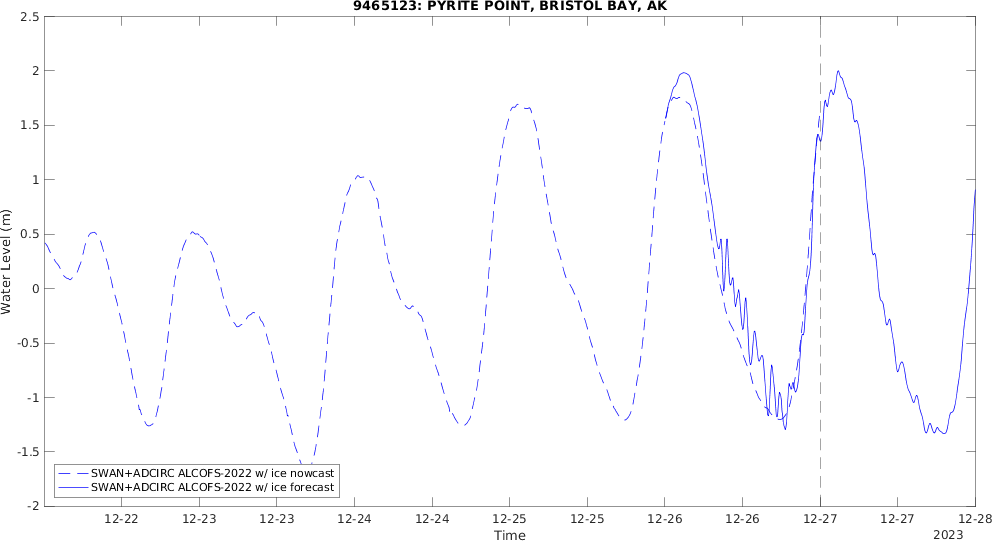 9465123: PYRITE POINT, BRISTOL BAY, AK
2.5
2
1.5
1
0.5
0
-0.5
-1
-1.5
-2
Water Level (m)
SWAN+ADCIRC ALCOFS-2022 w/ ice nowcast
SWAN+ADCIRC ALCOFS-2022 w/ ice forecast
12-22 12-23 12-23 12-24 12-24 12-25 12-25 12-26 12-26 12-27 12-27 12-28
Time
2023